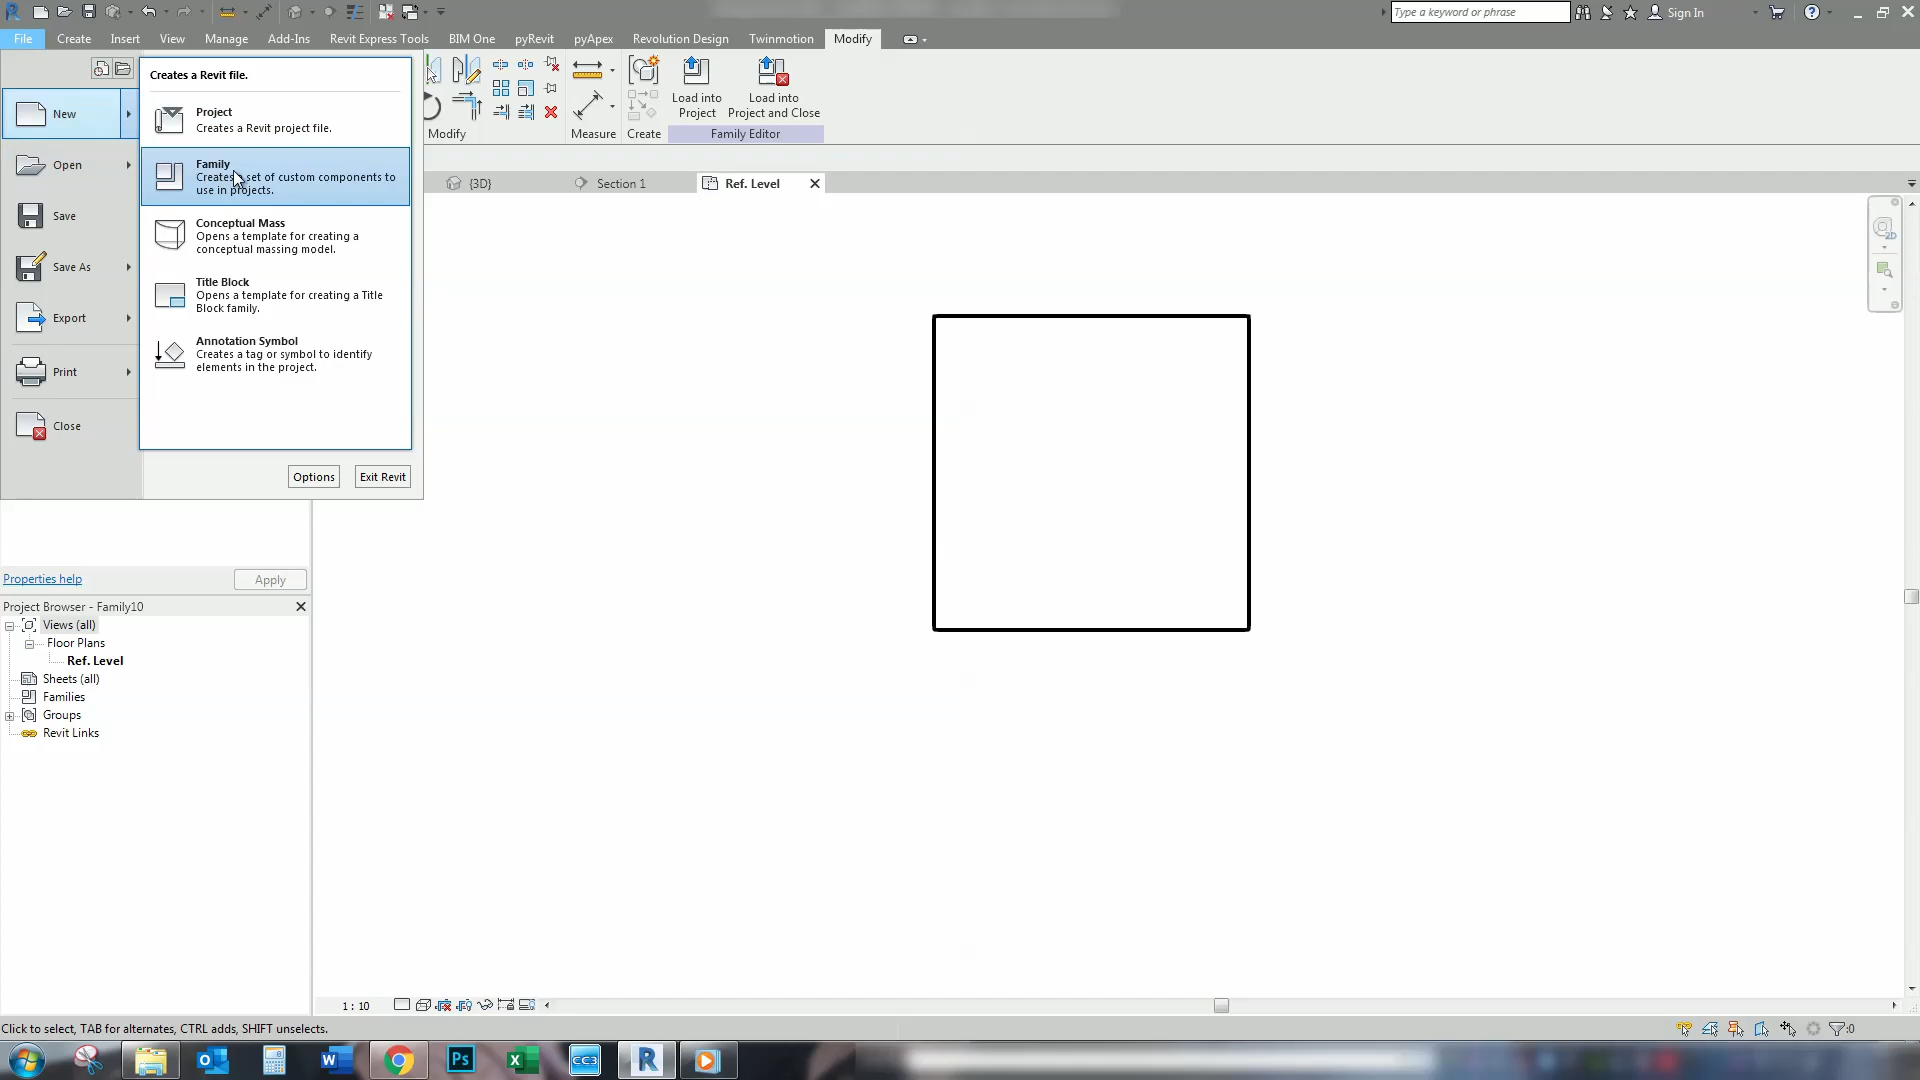 Type a keyword or phrase
Sign In
File
Create
Insert
View
Manage
Add-Ins
Revit Express Tools
BIM One
pyRevit
pyApex
Revolution Design
Twinmotion
Modify
Creates a Revit file.
New
Project
Creates a Revit project file.
Family
Creates a set of custom components to
use in projects.
Conceptual Mass
Opens a template for creating a
conceptual massing model.
Title Block
Opens a template for creating a Title
Block family.
Annotation Symbol
Creates a tag or symbol to identify
elements in the project.
Open
Save
Save As
Export
Print
Close
Options
Exit Revit
Load into
Project
Load into
Project and Close
Modify
Measure
Create
Family Editor
{3D}
Section 1
Ref. Level
2D
Properties help
Apply
Project Browser - Family10
Views (all)
Floor Plans
Ref. Level
Sheets (all)
Families
Groups
Revit Links
1 : 10
Click to select, TAB for alternates, CTRL adds, SHIFT unselects.
:0
Ps
CC3